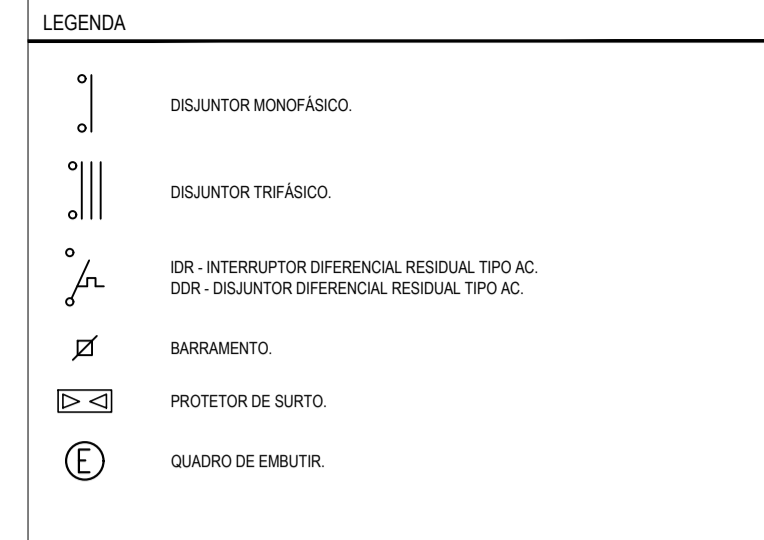 LEGENDA
DISJUNTOR MONOFÁSICO.
DISJUNTOR TRIFÁSICO.
IDR - INTERRUPTOR DIFERENCIAL RESIDUAL TIPO AC.
DDR - DISJUNTOR DIFERENCIAL RESIDUAL TIPO AC.
BARRAMENTO.
PROTETOR DE SURTO.
E
QUADRO DE EMBUTIR.